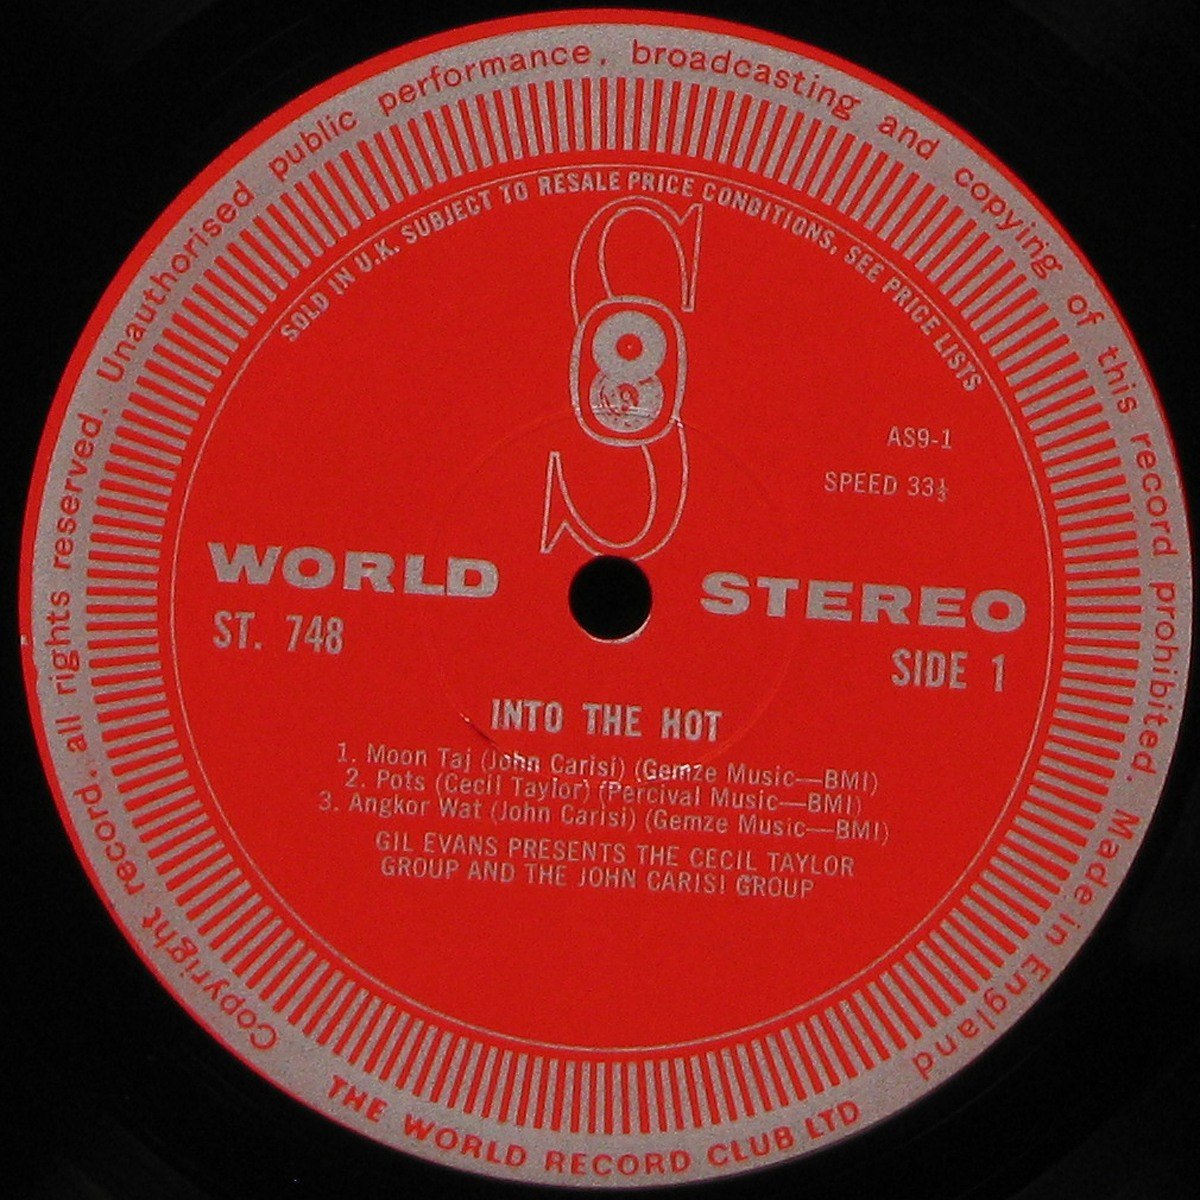 Copyright record. all rights reserved. Unauthorised public performance, broadcasting and copying of this record prohibited. Made in England
SOLD IN U.K. SUBJECT TO RESALE PRICE CONDITIONS, SEE PRICE LISTS
AS9-1
SPEED 33⅓
WORLD STEREO
ST. 748
SIDE 1
INTO THE HOT
1. Moon Taj (John Carisi) (Gemze Music—BMI)
2. Pots (Cecil Taylor) (Percival Music—BMI)
3. Angkor Wat (John Carisi) (Gemze Music—BMI)
GIL EVANS PRESENTS THE CECIL TAYLOR
GROUP AND THE JOHN CARISI GROUP
THE WORLD RECORD CLUB LTD